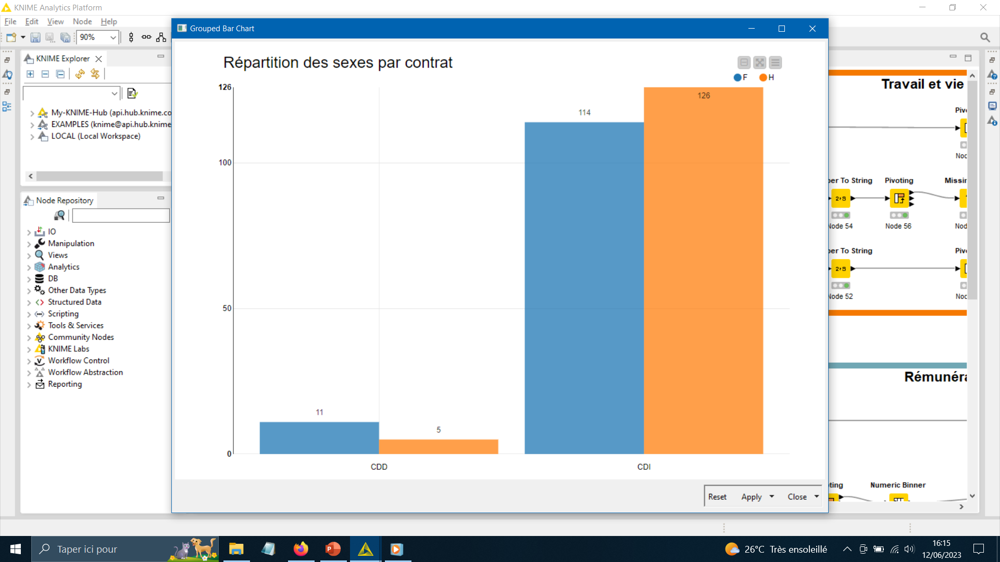 KNIME Analytics Platform
File Edit View Node Help
90%
KNIME Explorer
My-KNIME-Hub (api.hub.knime.co
EXAMPLES (knime@api.hub.knime
LOCAL (Local Workspace)
Node Repository
IO
Manipulation
Views
Analytics
DB
Other Data Types
Structured Data
Scripting
Tools & Services
Community Nodes
KNIME Labs
Workflow Control
Workflow Abstraction
Reporting
Grouped Bar Chart
Répartition des sexes par contrat
F H
126
100
50
0
11
5
114
126
CDD
CDI
Reset Apply Close
Travail et vie
Piv
Noc
per To String Pivoting Missir
2›S
Node 54 Node 56 Nod
per To String Piv
2›S
Node 52 Noc
Rémunéra
ting Numeric Binner
Taper ici pour
26°C Très ensoleillé
16:15
12/06/2023